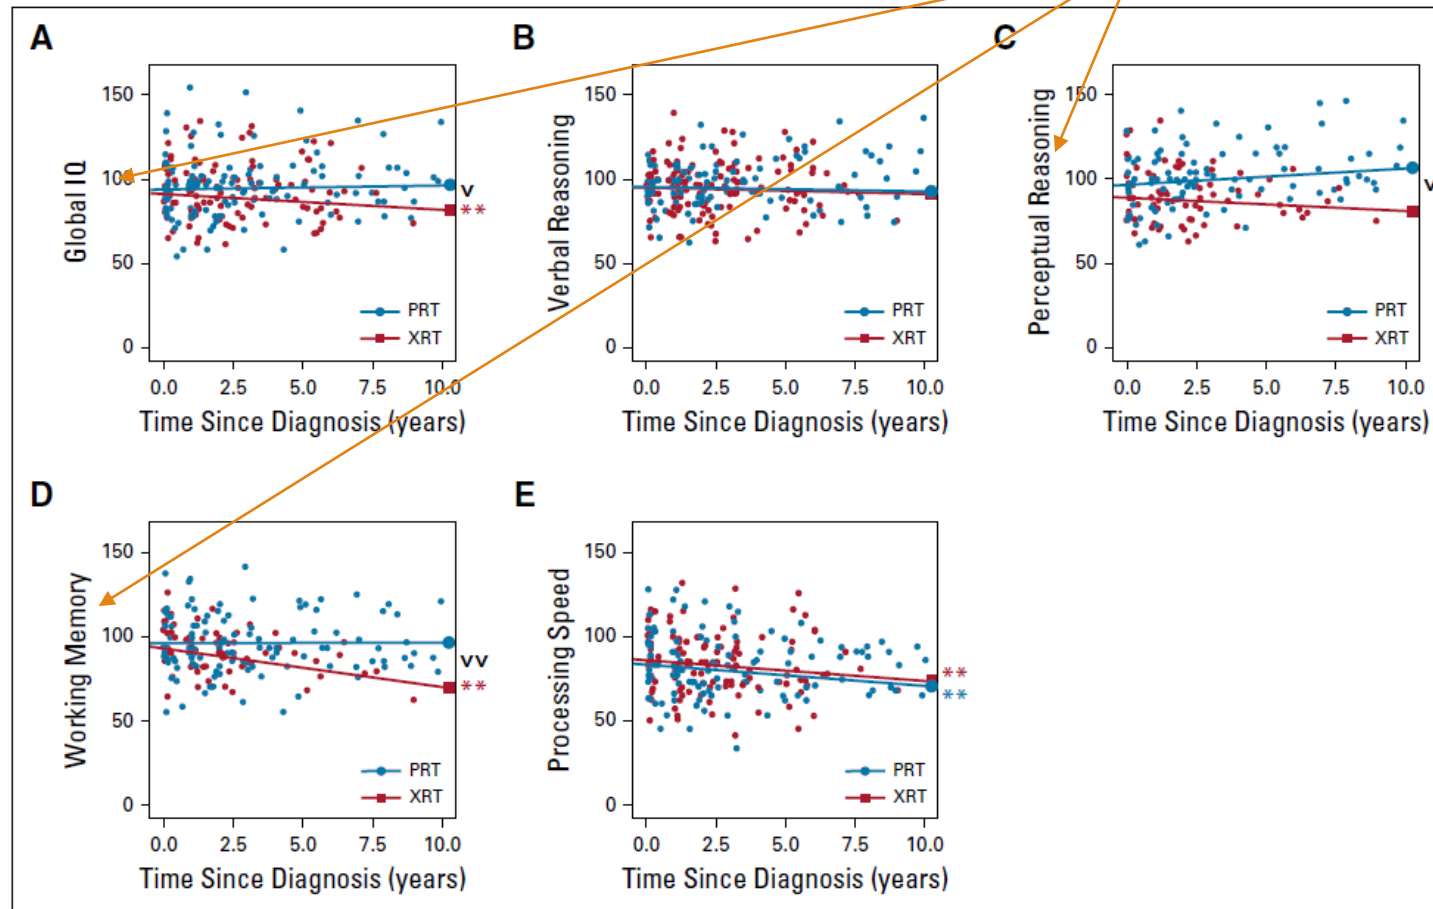 A
Global IQ
150
100
50
0
v
**
PRT
XRT
0.0 2.5 5.0 7.5 10.0
Time Since Diagnosis (years)
B
Verbal Reasoning
150
100
50
0
PRT
XRT
0.0 2.5 5.0 7.5 10.0
Time Since Diagnosis (years)
C
Perceptual Reasoning
150
100
50
0
v
PRT
XRT
0.0 2.5 5.0 7.5 10.0
Time Since Diagnosis (years)
D
Working Memory
150
100
50
0
vv
**
PRT
XRT
0.0 2.5 5.0 7.5 10.0
Time Since Diagnosis (years)
E
Processing Speed
150
100
50
0
**
**
PRT
XRT
0.0 2.5 5.0 7.5 10.0
Time Since Diagnosis (years)